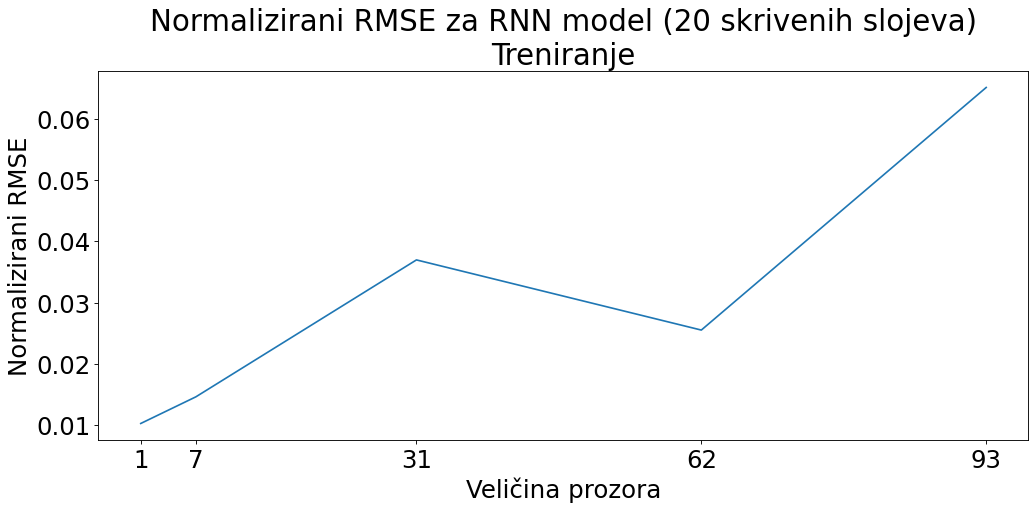 Normalizirani RMSE za RNN model (20 skrivenih slojeva)
Treniranje
Normalizirani RMSE
0.06
0.05
0.04
0.03
0.02
0.01
1 7 31 62 93
Veličina prozora